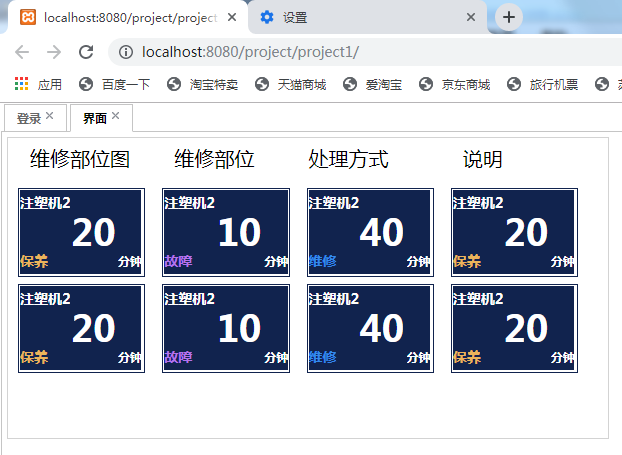 localhost:8080/project/project
设置
localhost:8080/project/project1/
应用 百度一下 淘宝特卖 天猫商城 爱淘宝 京东商城 旅行机票
登录 界面
维修部位图 维修部位 处理方式 说明
注塑机2 注塑机2 注塑机2 注塑机2
20 10 40 20
保养 分钟 故障 分钟 维修 分钟 保养 分钟
注塑机2 注塑机2 注塑机2 注塑机2
20 10 40 20
保养 分钟 故障 分钟 维修 分钟 保养 分钟